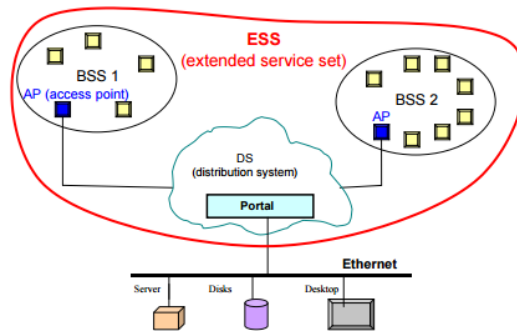 ESS
(extended service set)
BSS 1
AP (access point)
BSS 2
AP
DS
(distribution system)
Portal
Ethernet
Server
Disks
Desktop